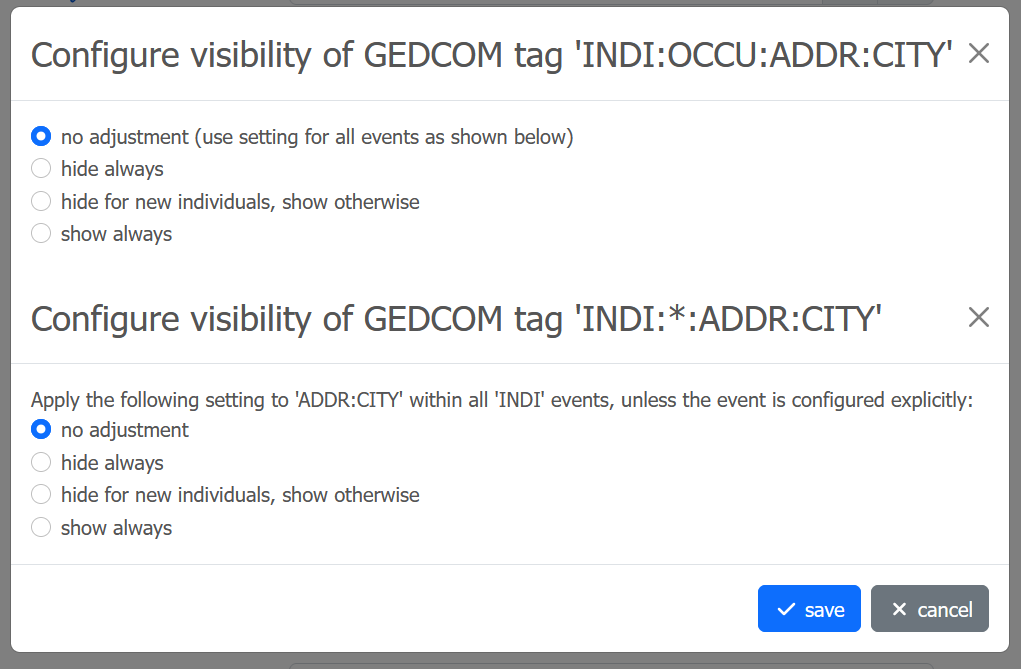 Configure visibility of GEDCOM tag 'INDI:OCCU:ADDR:CITY'
no adjustment (use setting for all events as shown below)
hide always
hide for new individuals, show otherwise
show always
Configure visibility of GEDCOM tag 'INDI:*:ADDR:CITY'
Apply the following setting to 'ADDR:CITY' within all 'INDI' events, unless the event is configured explicitly:
no adjustment
hide always
hide for new individuals, show otherwise
show always
save cancel